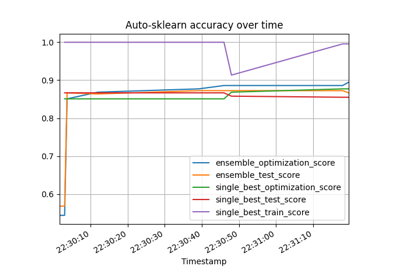 Auto-sklearn accuracy over time
1.0
0.9
0.8
0.7
0.6
ensemble_optimization_score
ensemble_test_score
single_best_optimization_score
single_best_test_score
single_best_train_score
22:30:10
22:30:20
22:30:30
22:30:40
22:30:50
22:31:00
22:31:10
Timestamp